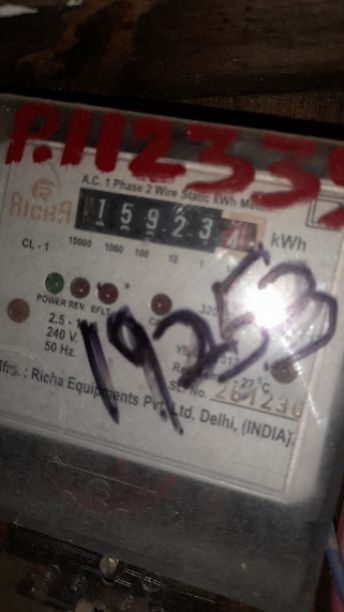 P.112339
A.C. 1 Phase 2 Wire Static kWh
RICHA
15923 kWh
CL - 1 10000 1000 100 10 1
POWER REV. EFLT
2.5 -
240 V.
50 Hz.
19253
27°C
No. 261236
Mfrs. : Richa Equipments Pvt. Ltd. Delhi, (INDIA).